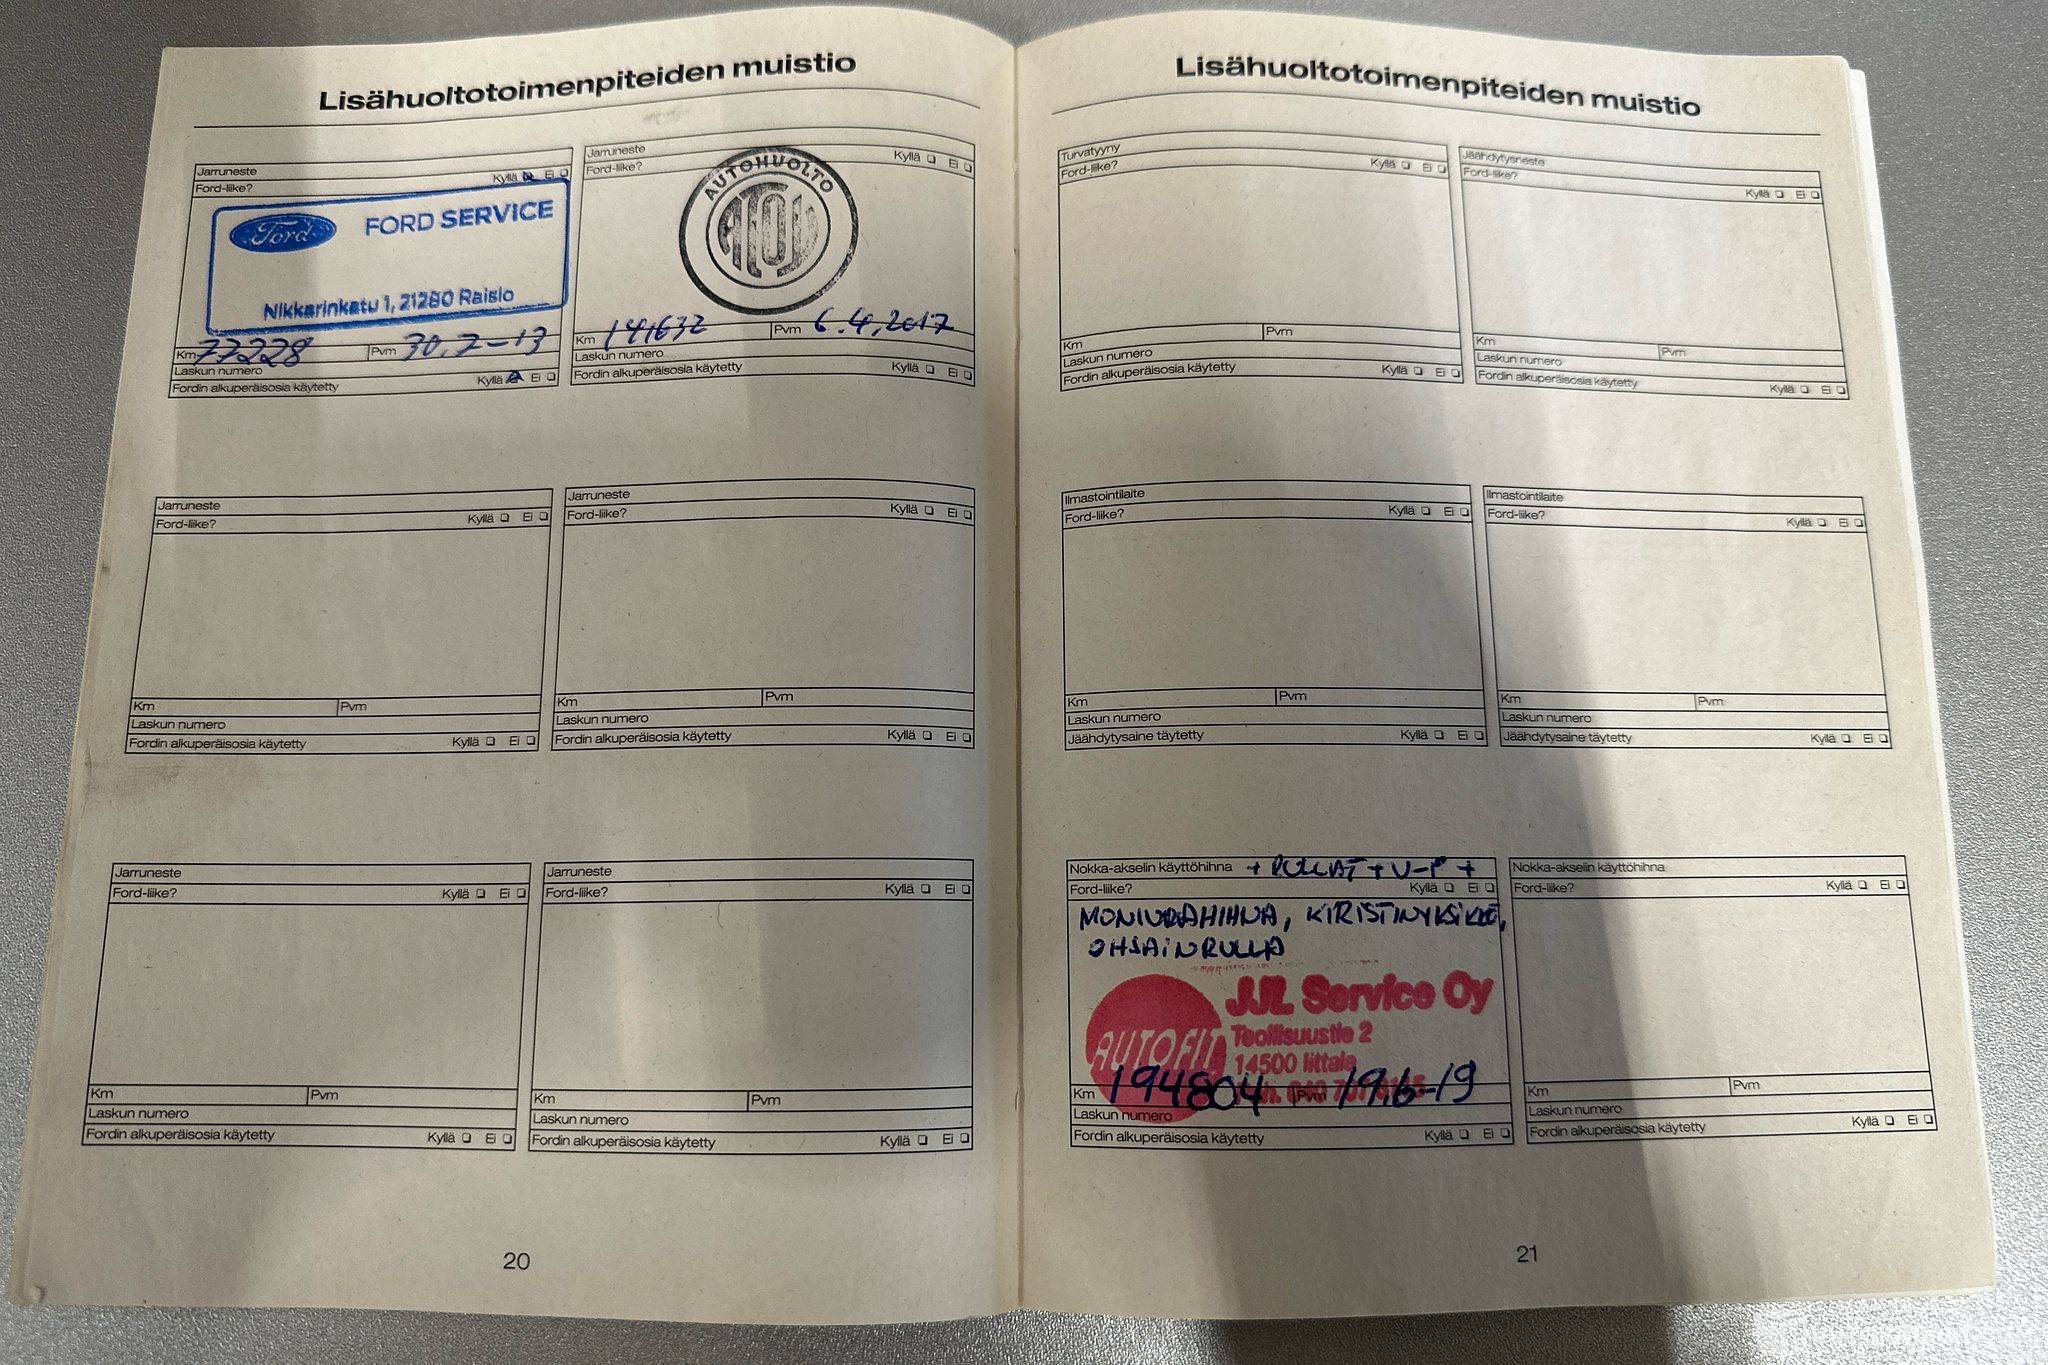 Lisähuoltotoimenpiteiden muistio
Jarruneste
Ford-liike? Kyllä ❏ Ei ❏
Ford FORD SERVICE
Nikkarinkatu 1, 21280 Raisio
Km 77228 Pvm 30.7-13
Laskun numero
Fordin alkuperäisosia käytetty Kyllä ❏ Ei ❏
Jarruneste
Ford-liike? Kyllä ❏ Ei ❏
AUTOHUOLTO
Km 141632 Pvm 6.4.2017
Laskun numero
Fordin alkuperäisosia käytetty Kyllä ❏ Ei ❏
Jarruneste
Ford-liike? Kyllä ❏ Ei ❏
Km Pvm
Laskun numero
Fordin alkuperäisosia käytetty Kyllä ❏ Ei ❏
Jarruneste
Ford-liike? Kyllä ❏ Ei ❏
Km Pvm
Laskun numero
Fordin alkuperäisosia käytetty Kyllä ❏ Ei ❏
Jarruneste
Ford-liike? Kyllä ❏ Ei ❏
Km Pvm
Laskun numero
Fordin alkuperäisosia käytetty Kyllä ❏ Ei ❏
Jarruneste
Ford-liike? Kyllä ❏ Ei ❏
Km Pvm
Laskun numero
Fordin alkuperäisosia käytetty Kyllä ❏ Ei ❏
20
Lisähuoltotoimenpiteiden muistio
Turvatyyny
Ford-liike? Kyllä ❏ Ei ❏
Km Pvm
Laskun numero
Fordin alkuperäisosia käytetty Kyllä ❏ Ei ❏
Jäähdytysneste
Ford-liike? Kyllä ❏ Ei ❏
Km Pvm
Laskun numero
Fordin alkuperäisosia käytetty Kyllä ❏ Ei ❏
Ilmastointilaite
Ford-liike? Kyllä ❏ Ei ❏
Km Pvm
Laskun numero
Jäähdytysaine täytetty Kyllä ❏ Ei ❏
Ilmastointilaite
Ford-liike? Kyllä ❏ Ei ❏
Km Pvm
Laskun numero
Jäähdytysaine täytetty Kyllä ❏ Ei ❏
Nokka-akselin käyttöhihna + RULLAT + V-P +
Ford-liike? Kyllä ❏ Ei ❏
MONIURAHIHNA, KIRISTINYKSIKKÖ,
OHJAINRULLA
AUTOFIT JJL Service Oy
Teollisuustie 2
14500 Iittala
Km 194804 Pvm 19.6-19
Laskun numero
Fordin alkuperäisosia käytetty Kyllä ❏ Ei ❏
Nokka-akselin käyttöhihna
Ford-liike? Kyllä ❏ Ei ❏
Km Pvm
Laskun numero
Fordin alkuperäisosia käytetty Kyllä ❏ Ei ❏
21